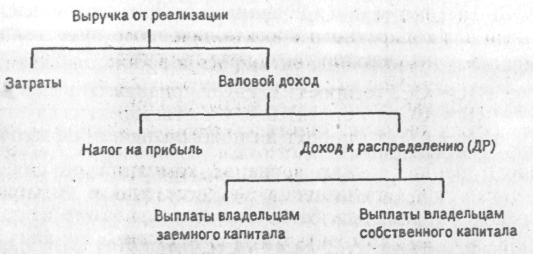 Выручка от реализации
Затраты
Валовой доход
Налог на прибыль
Доход к распределению (ДР)
Выплаты владельцам
заемного капитала
Выплаты владельцам
собственного капитала